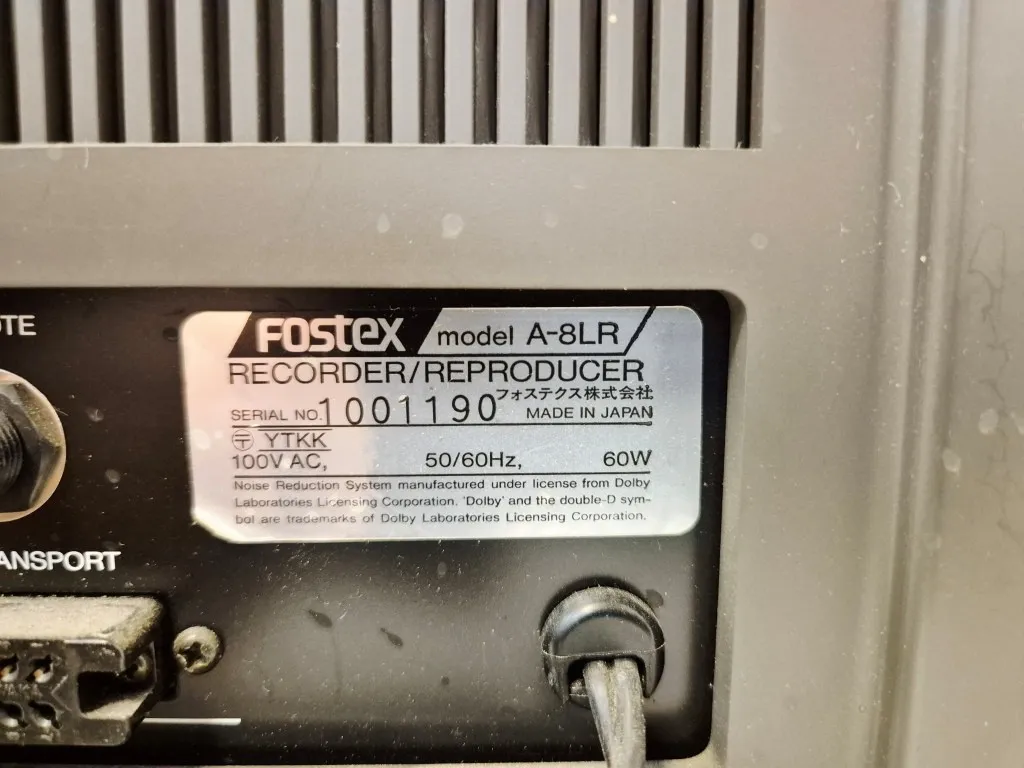 OTE
FOSTEX model A-8LR
RECORDER/REPRODUCER
フォステクス株式会社
SERIAL NO. 1001190 MADE IN JAPAN
〒 YTKK
100V AC, 50/60Hz, 60W
Noise Reduction System manufactured under license from Dolby
Laboratories Licensing Corporation. 'Dolby' and the double-D sym-
bol are trademarks of Dolby Laboratories Licensing Corporation.
ANSPORT